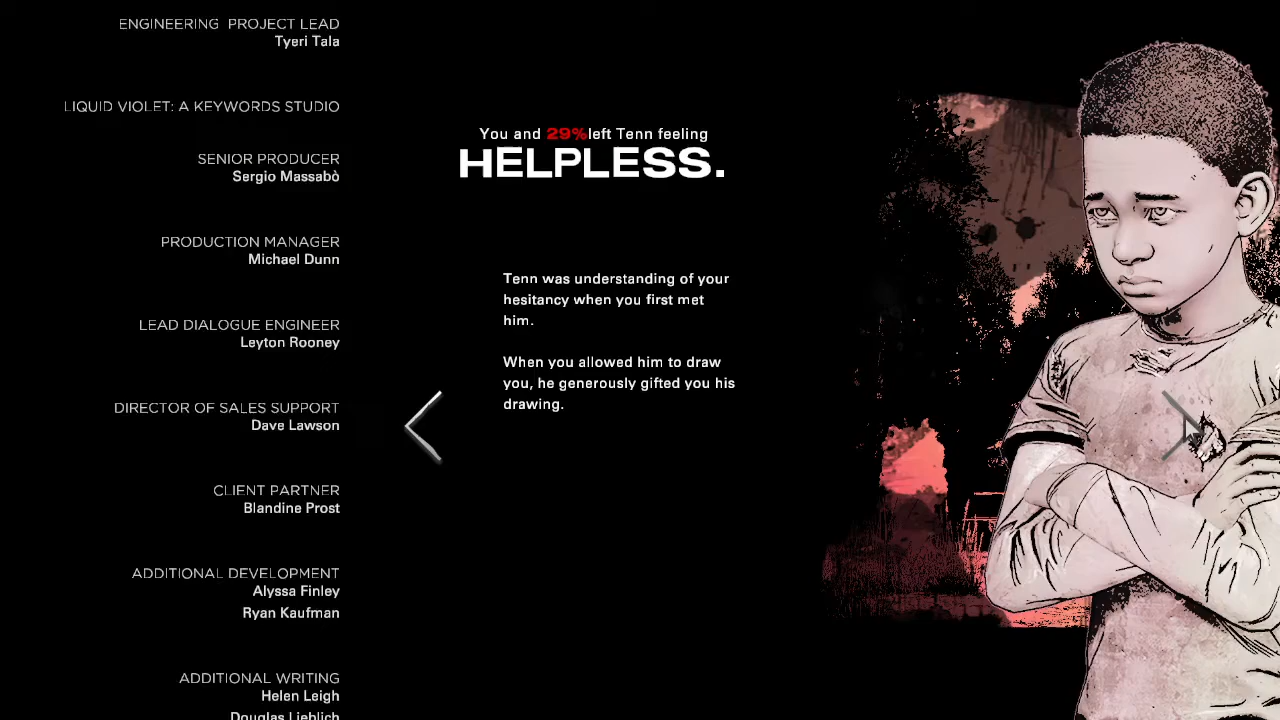 ENGINEERING PROJECT LEAD
Tyeri Tala
LIQUID VIOLET: A KEYWORDS STUDIO
SENIOR PRODUCER
Sergio Massabò
PRODUCTION MANAGER
Michael Dunn
LEAD DIALOGUE ENGINEER
Leyton Rooney
DIRECTOR OF SALES SUPPORT
Dave Lawson
CLIENT PARTNER
Blandine Prost
ADDITIONAL DEVELOPMENT
Alyssa Finley
Ryan Kaufman
ADDITIONAL WRITING
Helen Leigh
Douglas Lieblich
You and 29%left Tenn feeling
HELPLESS.
Tenn was understanding of your
hesitancy when you first met
him.
When you allowed him to draw
you, he generously gifted you his
drawing.